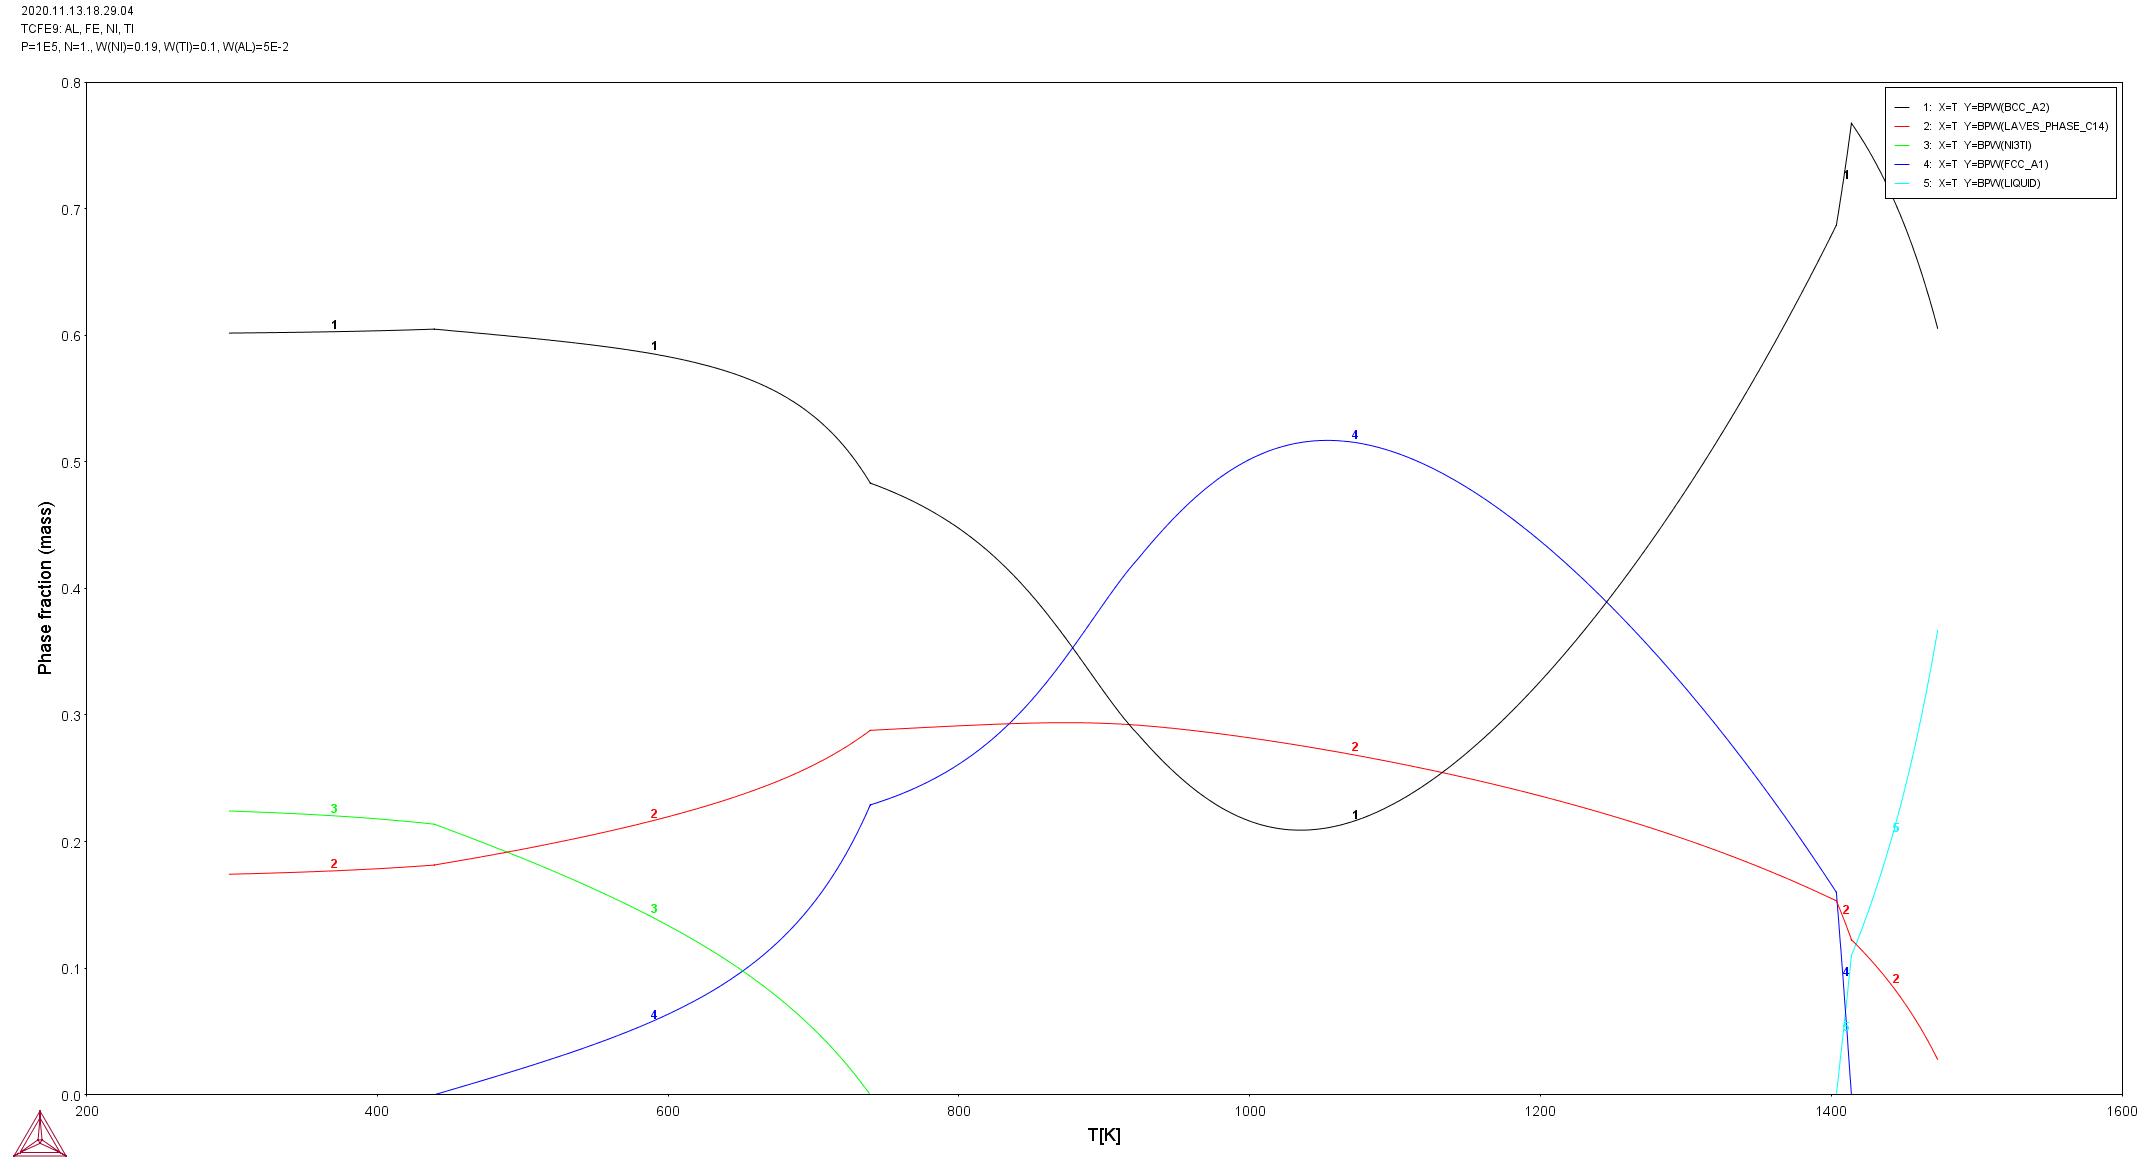 2020.11.13.18.29.04
TCFE9: AL, FE, NI, TI
P=1E5, N=1., W(NI)=0.19, W(TI)=0.1, W(AL)=5E-2
0.8
0.7
0.6
0.5
0.4
0.3
0.2
0.1
0.0
Phase fraction (mass)
1: X=T Y=BPW(BCC_A2)
2: X=T Y=BPW(LAVES_PHASE_C14)
3: X=T Y=BPW(NI3TI)
4: X=T Y=BPW(FCC_A1)
5: X=T Y=BPW(LIQUID)
1
1
1
1
2
2
2
2
2
3
3
4
4
4
5
5
200 400 600 800 1000 1200 1400 1600
T[K]